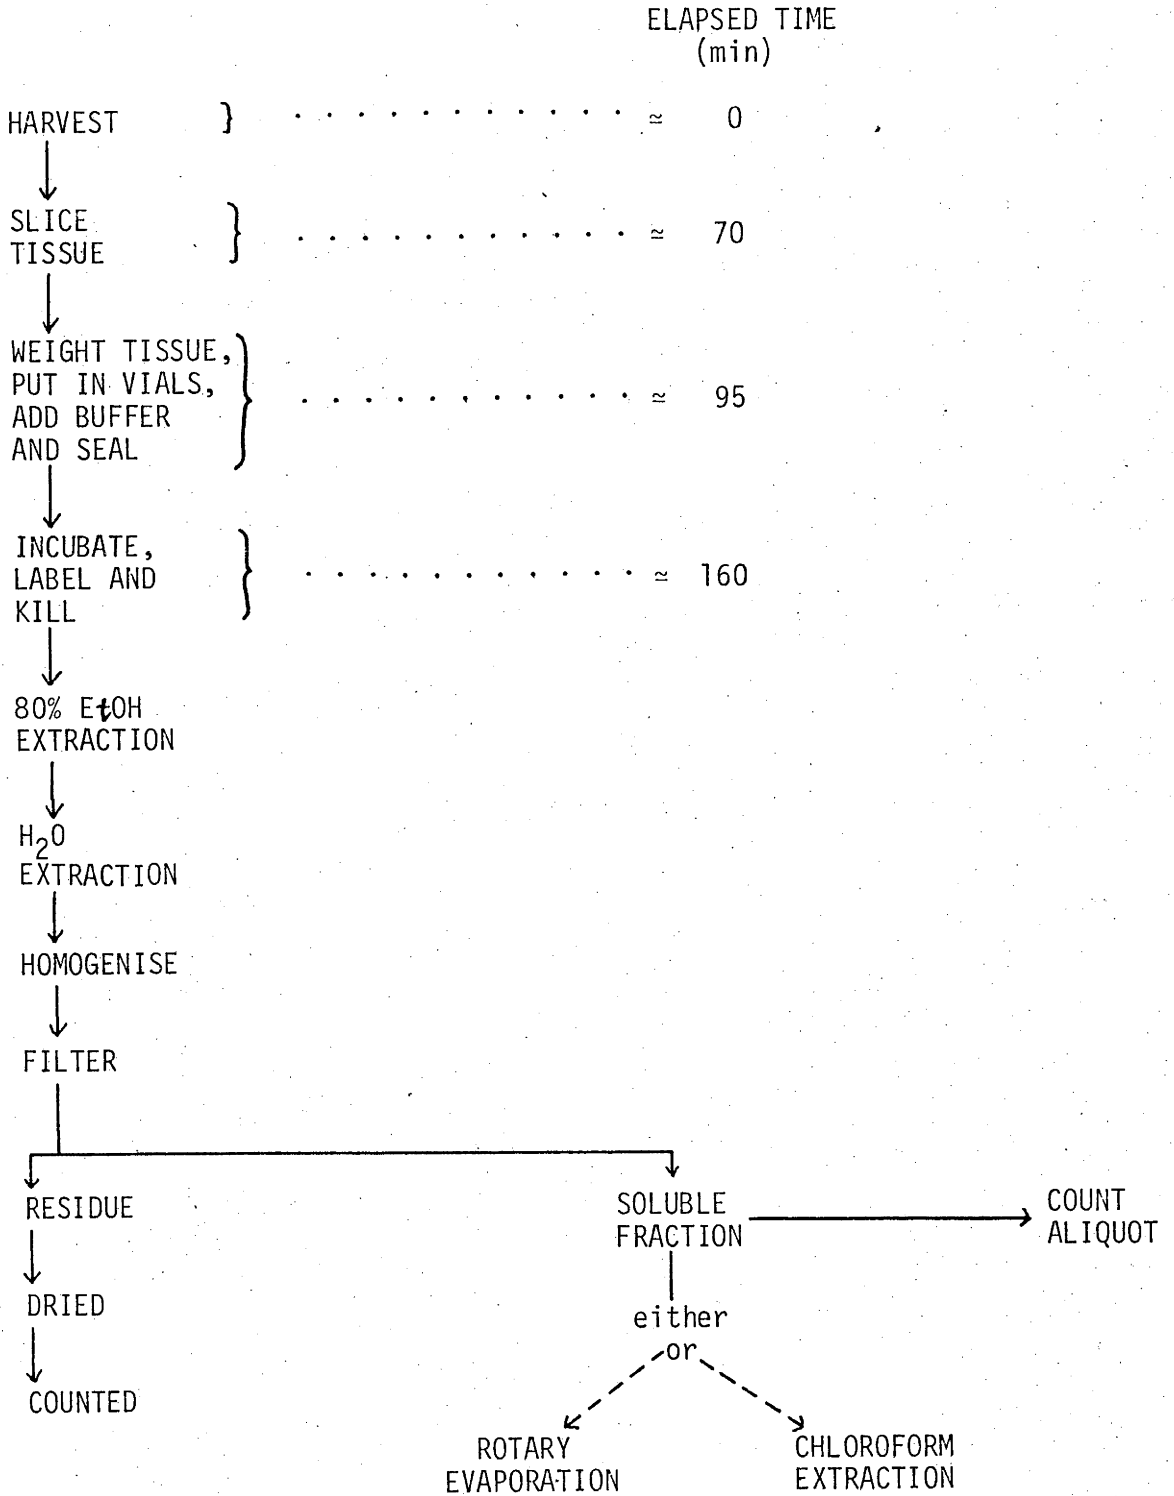 ELAPSED TIME
(min)
HARVEST } . . . . . . . . . . . ≃ 0
SLICE
TISSUE } . . . . . . . . . . . ≃ 70
WEIGHT TISSUE,
PUT IN VIALS,
ADD BUFFER
AND SEAL } . . . . . . . . . . . ≃ 95
INCUBATE,
LABEL AND
KILL } . . . . . . . . . . . ≃ 160
80% EtOH
EXTRACTION
H₂O
EXTRACTION
HOMOGENISE
FILTER
RESIDUE
DRIED
COUNTED
SOLUBLE
FRACTION
COUNT
ALIQUOT
either
or
ROTARY
EVAPORATION
CHLOROFORM
EXTRACTION